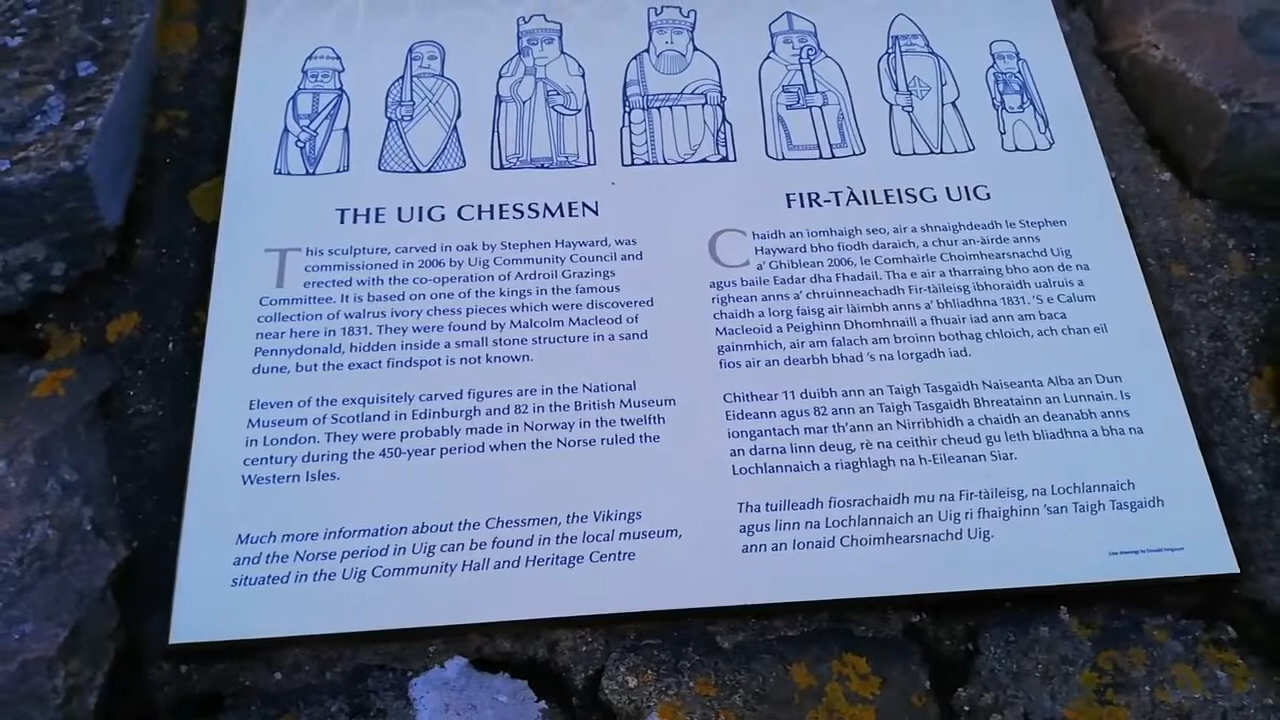 THE UIG CHESSMEN
This sculpture, carved in oak by Stephen Hayward, was
commissioned in 2006 by Uig Community Council and
erected with the co-operation of Ardroil Grazings
Committee. It is based on one of the kings in the famous
collection of walrus ivory chess pieces which were discovered
near here in 1831. They were found by Malcolm Macleod of
Pennydonald, hidden inside a small stone structure in a sand
dune, but the exact findspot is not known.
Eleven of the exquisitely carved figures are in the National
Museum of Scotland in Edinburgh and 82 in the British Museum
in London. They were probably made in Norway in the twelfth
century during the 450-year period when the Norse ruled the
Western Isles.
Much more information about the Chessmen, the Vikings
and the Norse period in Uig can be found in the local museum,
situated in the Uig Community Hall and Heritage Centre
FIR-TÀILEISG UIG
Chaidh an ìomhaigh seo, air a shnaighdeadh le Stephen
Hayward bho fiodh daraich, a chur an-àirde anns
a' Ghiblean 2006, le Comhairle Choimhearsnachd Uig
agus baile Eadar dha Fhadail. Tha e air a tharraing bho aon de na
righean anns a' chruinneachadh Fir-tàileisg ibhoraidh ualruis a
chaidh a lorg faisg air làimh anns a' bhliadhna 1831. 'S e Calum
Macleoid a Peighinn Dhomhnaill a fhuair iad ann am baca
gainmhich, air am falach am broinn bothag chloich, ach chan eil
fios air an dearbh bhad 's na lorgadh iad.
Chithear 11 duibh ann an Taigh Tasgaidh Naiseanta Alba an Dun
Eideann agus 82 ann an Taigh Tasgaidh Bhreatainn an Lunnain. Is
iongantach mar th'ann an Nirribhidh a chaidh an deanabh anns
an darna linn deug, rè na ceithir cheud gu leth bliadhna a bha na
Lochlannaich a riaghlagh na h-Eileanan Sìar.
Tha tuilleadh fiosrachaidh mu na Fir-tàileisg, na Lochlannaich
agus linn na Lochlannaich an Uig ri fhaighinn 'san Taigh Tasgaidh
ann an Ionaid Choimhearsnachd Uig.
Line drawings by Donald Ferguson